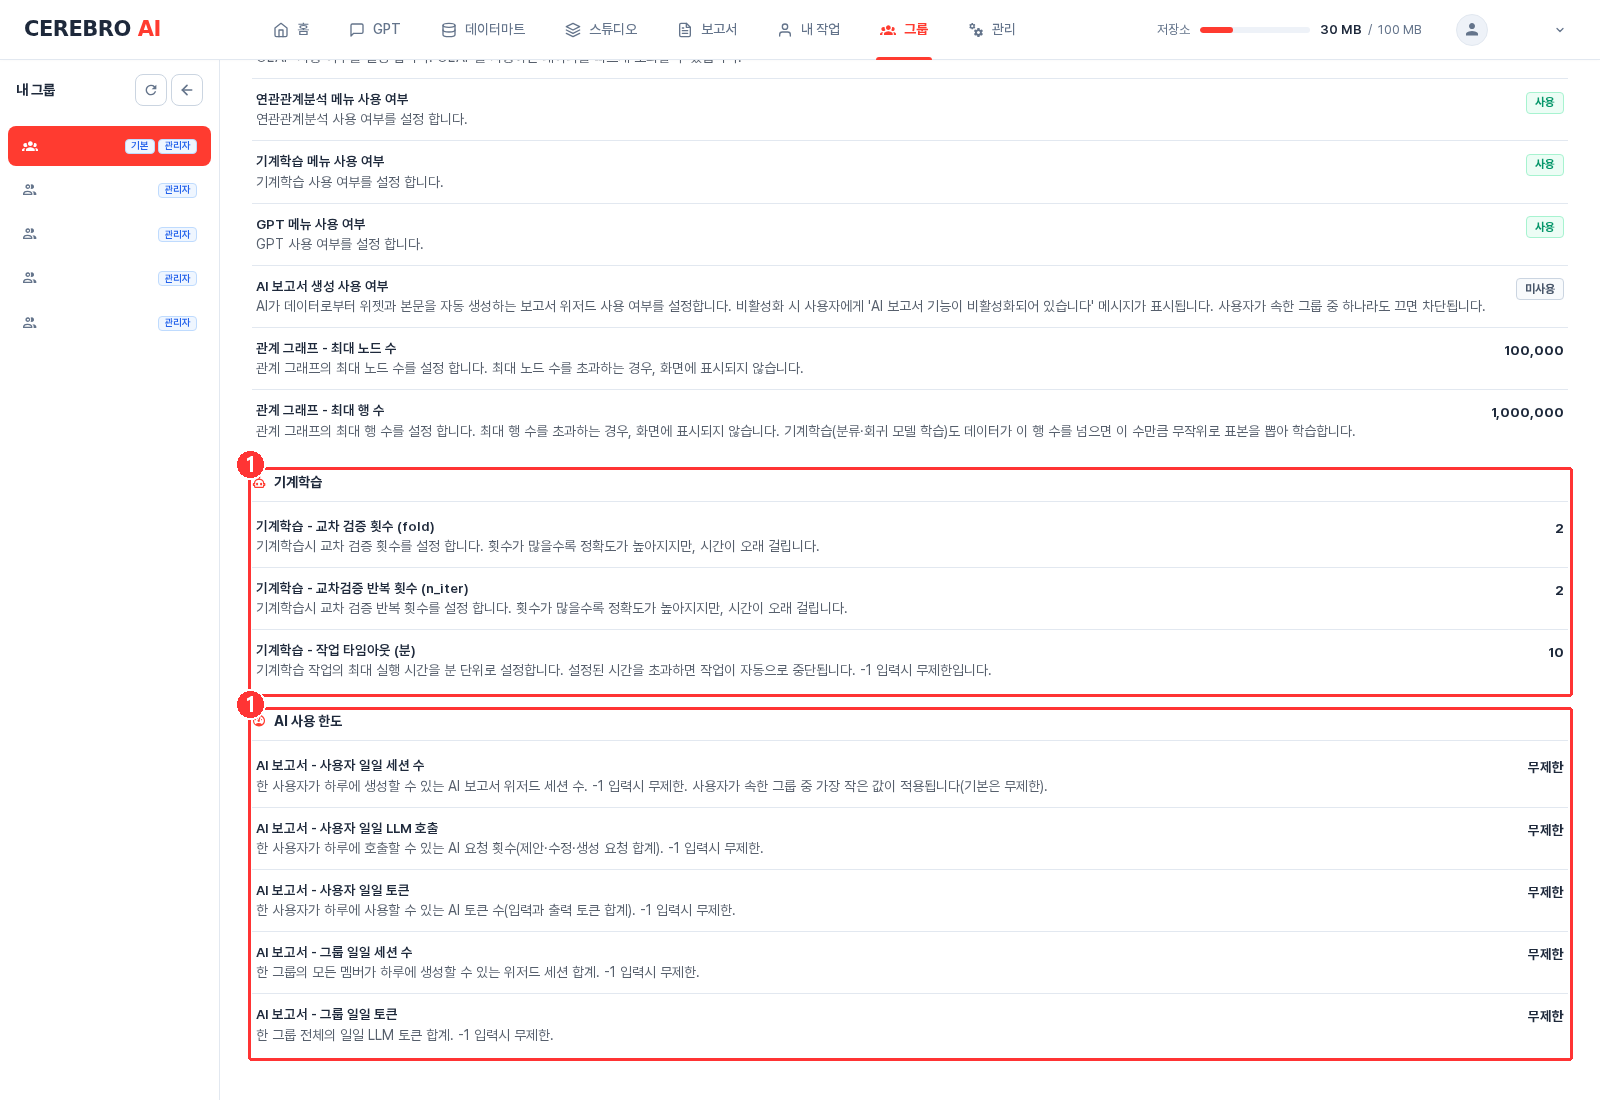 CEREBRO AI
홈
GPT
데이터마트
스튜디오
보고서
내 작업
그룹
관리
저장소
30 MB / 100 MB
내 그룹
기본
관리자
관리자
관리자
관리자
관리자
연관관계분석 메뉴 사용 여부
사용
연관관계분석 사용 여부를 설정 합니다.
기계학습 메뉴 사용 여부
사용
기계학습 사용 여부를 설정 합니다.
GPT 메뉴 사용 여부
사용
GPT 사용 여부를 설정 합니다.
AI 보고서 생성 사용 여부
미사용
AI가 데이터로부터 위젯과 본문을 자동 생성하는 보고서 위저드 사용 여부를 설정합니다. 비활성화 시 사용자에게 'AI 보고서 기능이 비활성화되어 있습니다' 메시지가 표시됩니다. 사용자가 속한 그룹 중 하나라도 끄면 차단됩니다.
관계 그래프 - 최대 노드 수
100,000
관계 그래프의 최대 노드 수를 설정 합니다. 최대 노드 수를 초과하는 경우, 화면에 표시되지 않습니다.
관계 그래프 - 최대 행 수
1,000,000
관계 그래프의 최대 행 수를 설정 합니다. 최대 행 수를 초과하는 경우, 화면에 표시되지 않습니다. 기계학습(분류·회귀 모델 학습)도 데이터가 이 행 수를 넘으면 이 수만큼 무작위로 표본을 뽑아 학습합니다.
1
기계학습
기계학습 - 교차 검증 횟수 (fold)
2
기계학습시 교차 검증 횟수를 설정 합니다. 횟수가 많을수록 정확도가 높아지지만, 시간이 오래 걸립니다.
기계학습 - 교차검증 반복 횟수 (n_iter)
2
기계학습시 교차 검증 반복 횟수를 설정 합니다. 횟수가 많을수록 정확도가 높아지지만, 시간이 오래 걸립니다.
기계학습 - 작업 타임아웃 (분)
10
기계학습 작업의 최대 실행 시간을 분 단위로 설정합니다. 설정된 시간을 초과하면 작업이 자동으로 중단됩니다. -1 입력시 무제한입니다.
1
AI 사용 한도
AI 보고서 - 사용자 일일 세션 수
무제한
한 사용자가 하루에 생성할 수 있는 AI 보고서 위저드 세션 수. -1 입력시 무제한. 사용자가 속한 그룹 중 가장 작은 값이 적용됩니다(기본은 무제한).
AI 보고서 - 사용자 일일 LLM 호출
무제한
한 사용자가 하루에 호출할 수 있는 AI 요청 횟수(제안·수정·생성 요청 합계). -1 입력시 무제한.
AI 보고서 - 사용자 일일 토큰
무제한
한 사용자가 하루에 사용할 수 있는 AI 토큰 수(입력과 출력 토큰 합계). -1 입력시 무제한.
AI 보고서 - 그룹 일일 세션 수
무제한
한 그룹의 모든 멤버가 하루에 생성할 수 있는 위저드 세션 합계. -1 입력시 무제한.
AI 보고서 - 그룹 일일 토큰
무제한
한 그룹 전체의 일일 LLM 토큰 합계. -1 입력시 무제한.